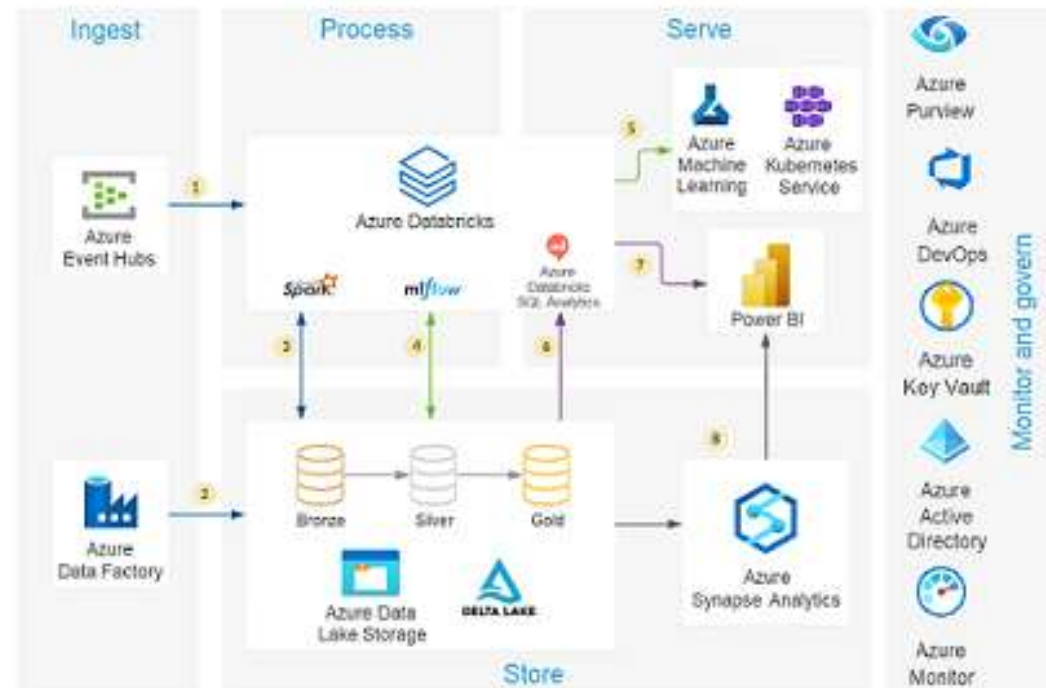 Ingest
Process
Serve
Azure
Purview
Azure
DevOps
Azure
Key Vault
Azure
Active
Directory
Azure
Monitor
Monitor and govern
Azure
Event Hubs
1
Azure Databricks
Spark
mlflow
Azure
Databricks
SQL Analytics
5
Azure
Machine
Learning
Azure
Kubernetes
Service
7
Power BI
3
4
6
8
Azure
Data Factory
2
Bronze
Silver
Gold
Azure Data
Lake Storage
DELTA LAKE
Azure
Synapse Analytics
Store